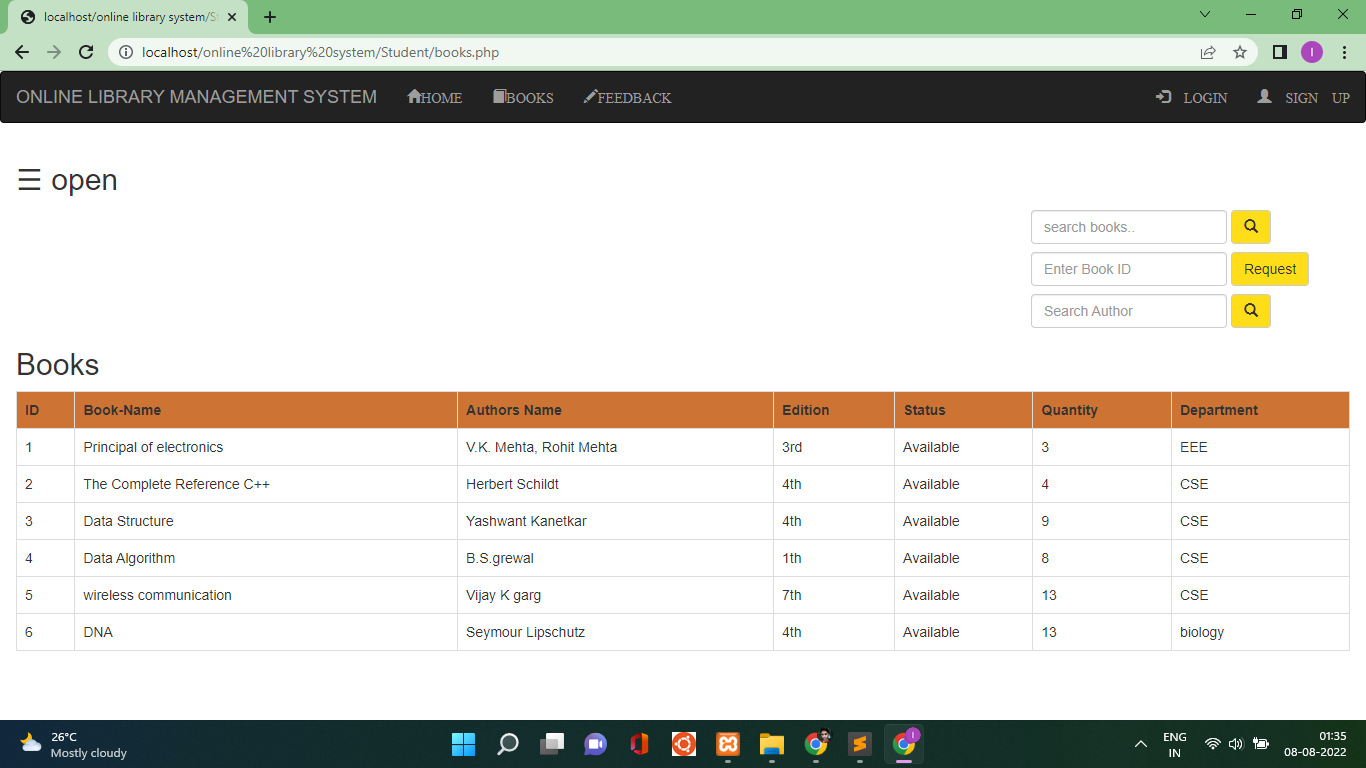 localhost/online library system/S
localhost/online%20library%20system/Student/books.php
ONLINE LIBRARY MANAGEMENT SYSTEM HOME BOOKS FEEDBACK LOGIN SIGN UP
☰ open
search books..
Enter Book ID Request
Search Author
Books
ID Book-Name Authors Name Edition Status Quantity Department
1 Principal of electronics V.K. Mehta, Rohit Mehta 3rd Available 3 EEE
2 The Complete Reference C++ Herbert Schildt 4th Available 4 CSE
3 Data Structure Yashwant Kanetkar 4th Available 9 CSE
4 Data Algorithm B.S.grewal 1th Available 8 CSE
5 wireless communication Vijay K garg 7th Available 13 CSE
6 DNA Seymour Lipschutz 4th Available 13 biology
26°C
Mostly cloudy
ENG
IN
01:35
08-08-2022